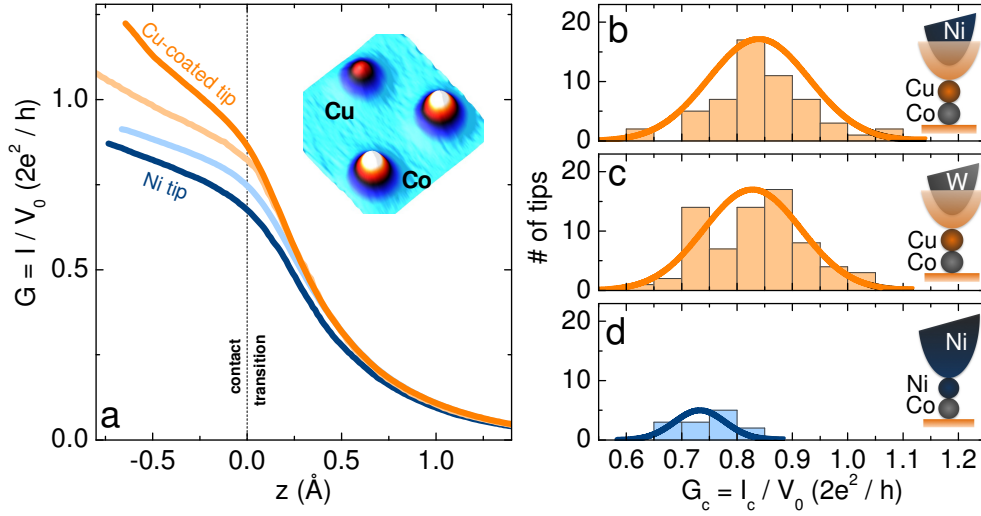 a
G = I / V₀ (2e² / h)
1.0
0.5
0.0
-0.5
0.0
0.5
1.0
z (Å)
Cu-coated tip
Ni tip
contact
transition
Cu
Co
b
20
10
0
Ni
Cu
Co
c
20
10
0
W
Cu
Co
d
20
10
0
Ni
Ni
Co
# of tips
0.6
0.7
0.8
0.9
1.0
1.1
1.2
G_c = I_c / V₀ (2e² / h)